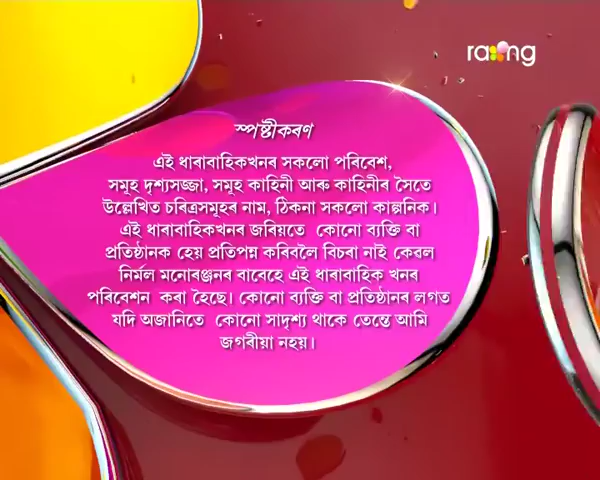 rang
স্পষ্টীকৰণ
এই ধাৰাবাহিকখনৰ সকলো পৰিবেশ,
সমূহ দৃশ্যসজ্জা, সমূহ কাহিনী আৰু কাহিনীৰ সৈতে
উল্লেখিত চৰিত্ৰসমূহৰ নাম, ঠিকনা সকলো কাল্পনিক।
এই ধাৰাবাহিকখনৰ জৰিয়তে কোনো ব্যক্তি বা
প্ৰতিষ্ঠানক হেয় প্ৰতিপন্ন কৰিবলৈ বিচৰা নাই কেৱল
নিৰ্মল মনোৰঞ্জনৰ বাবেহে এই ধাৰাবাহিক খনৰ
পৰিবেশন কৰা হৈছে। কোনো ব্যক্তি বা প্ৰতিষ্ঠানৰ লগত
যদি অজানিতে কোনো সাদৃশ্য থাকে তেন্তে আমি
জগৰীয়া নহয়।